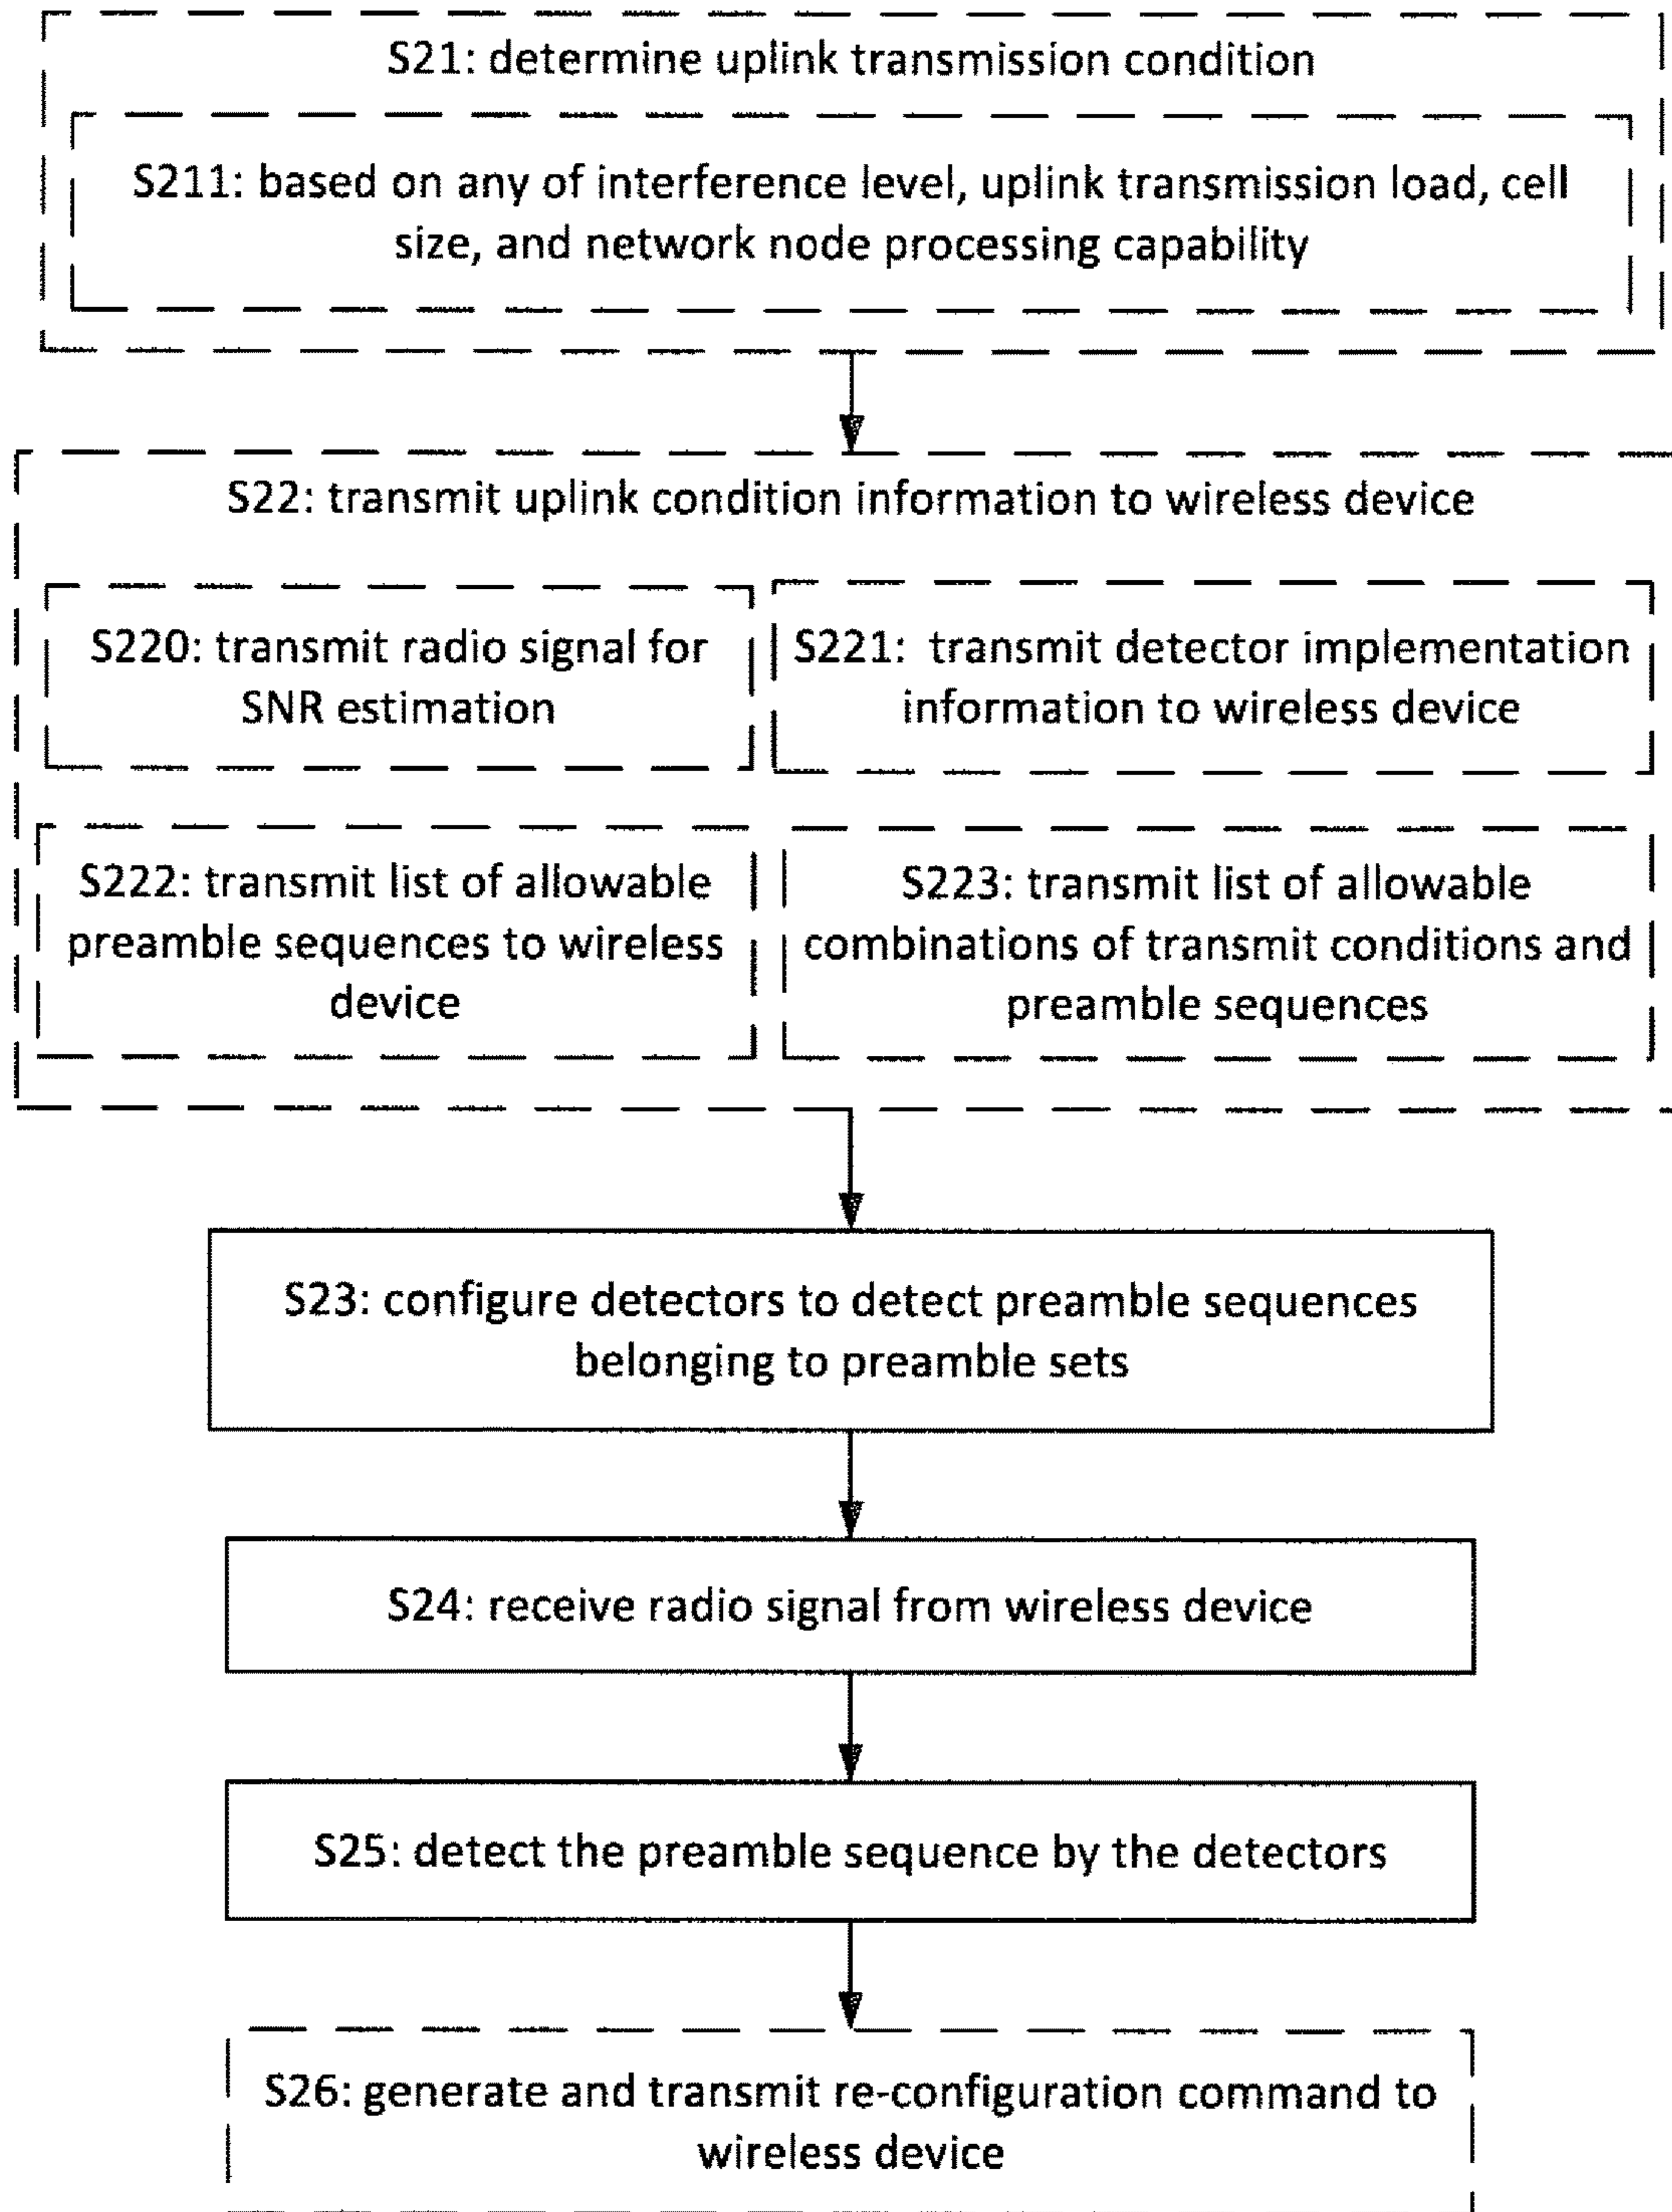 S21: determine uplink transmission condition
S211: based on any of interference level, uplink transmission load, cell
size, and network node processing capability
S22: transmit uplink condition information to wireless device
S220: transmit radio signal for
SNR estimation
S221: transmit detector implementation
information to wireless device
S222: transmit list of allowable
preamble sequences to wireless
device
S223: transmit list of allowable
combinations of transmit conditions and
preamble sequences
S23: configure detectors to detect preamble sequences
belonging to preamble sets
S24: receive radio signal from wireless device
S25: detect the preamble sequence by the detectors
S26: generate and transmit re-configuration command to
wireless device